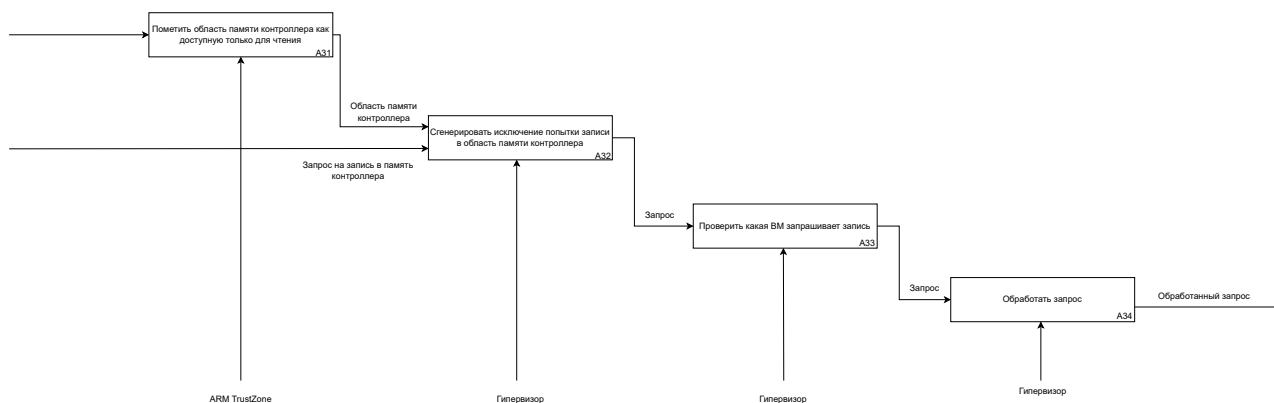 Пометить область памяти контроллера как
доступную только для чтения
A31
Область памяти
контроллера
Сгенерировать исключение попытки записи
в область памяти контроллера
A32
Запрос на запись в память
контроллера
Запрос
Проверить какая ВМ запрашивает запись
A33
Запрос
Обработать запрос
A34
Обработанный запрос
ARM TrustZone
Гипервизор
Гипервизор
Гипервизор